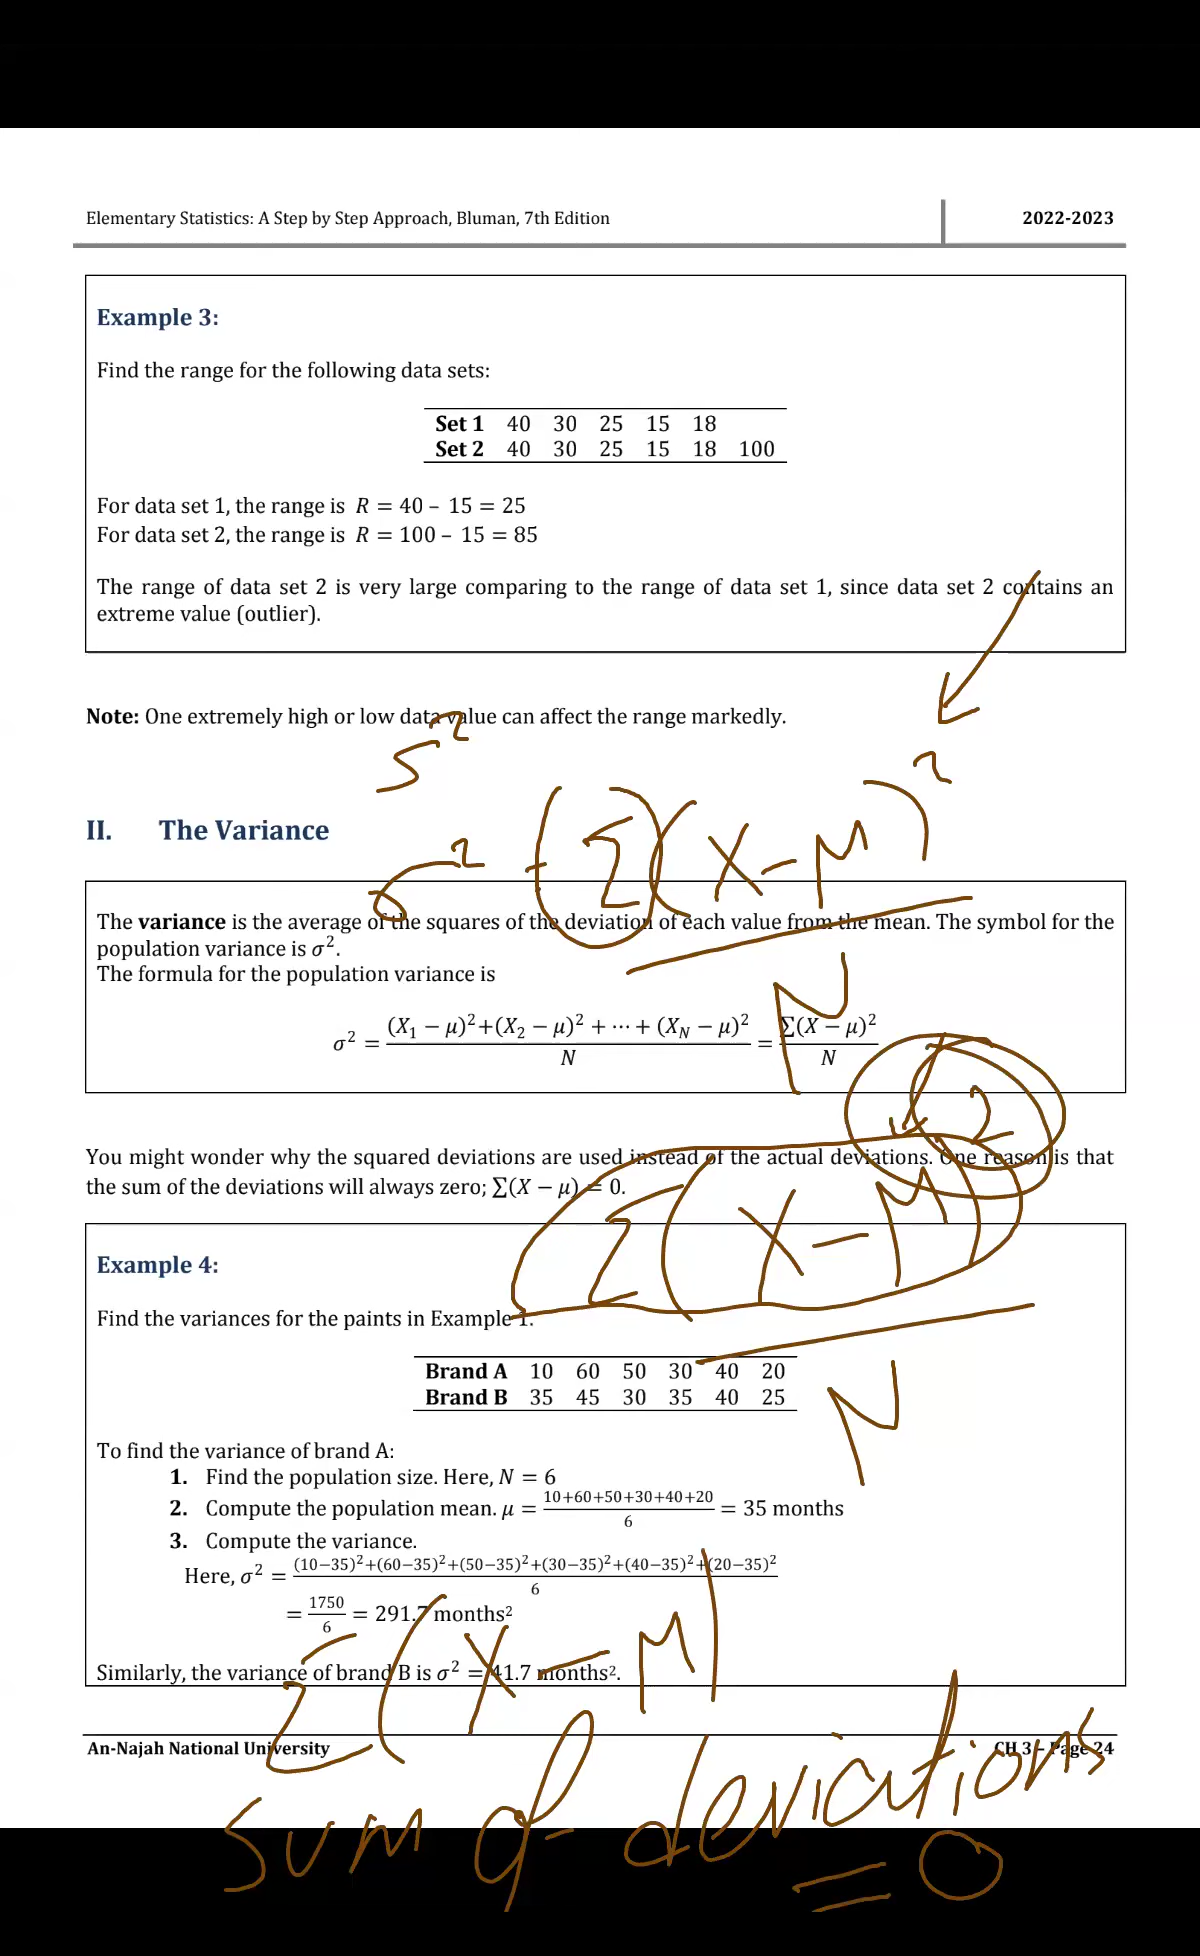 Elementary Statistics: A Step by Step Approach, Bluman, 7th Edition 2022-2023
Example 3:
Find the range for the following data sets:
Set 1 40 30 25 15 18
Set 2 40 30 25 15 18 100
For data set 1, the range is R = 40 – 15 = 25
For data set 2, the range is R = 100 – 15 = 85
The range of data set 2 is very large comparing to the range of data set 1, since data set 2 contains an
extreme value (outlier).
Note: One extremely high or low data value can affect the range markedly.
S²
II. The Variance
σ² = (Σ(X-M)²
N
The variance is the average of the squares of the deviation of each value from the mean. The symbol for the
population variance is σ².
The formula for the population variance is
σ² = (X₁ − μ)²+(X₂ − μ)² + ⋯ + (X_N − μ)² / N = Σ(X − μ)² / N
You might wonder why the squared deviations are used instead of the actual deviations. One reason is that
the sum of the deviations will always zero; Σ(X − μ) = 0.
Σ(X-M)²
N
Example 4:
Find the variances for the paints in Example 1.
Brand A 10 60 50 30 40 20
Brand B 35 45 30 35 40 25
To find the variance of brand A:
1. Find the population size. Here, N = 6
2. Compute the population mean. μ = 10+60+50+30+40+20 / 6 = 35 months
3. Compute the variance.
Here, σ² = (10−35)²+(60−35)²+(50−35)²+(30−35)²+(40−35)²+(20−35)² / 6
= 1750 / 6 = 291.7 months²
Similarly, the variance of brand B is σ² = 41.7 months².
Σ(X-M)
An-Najah National University CH 3 – Page 24
sum of deviations
= 0